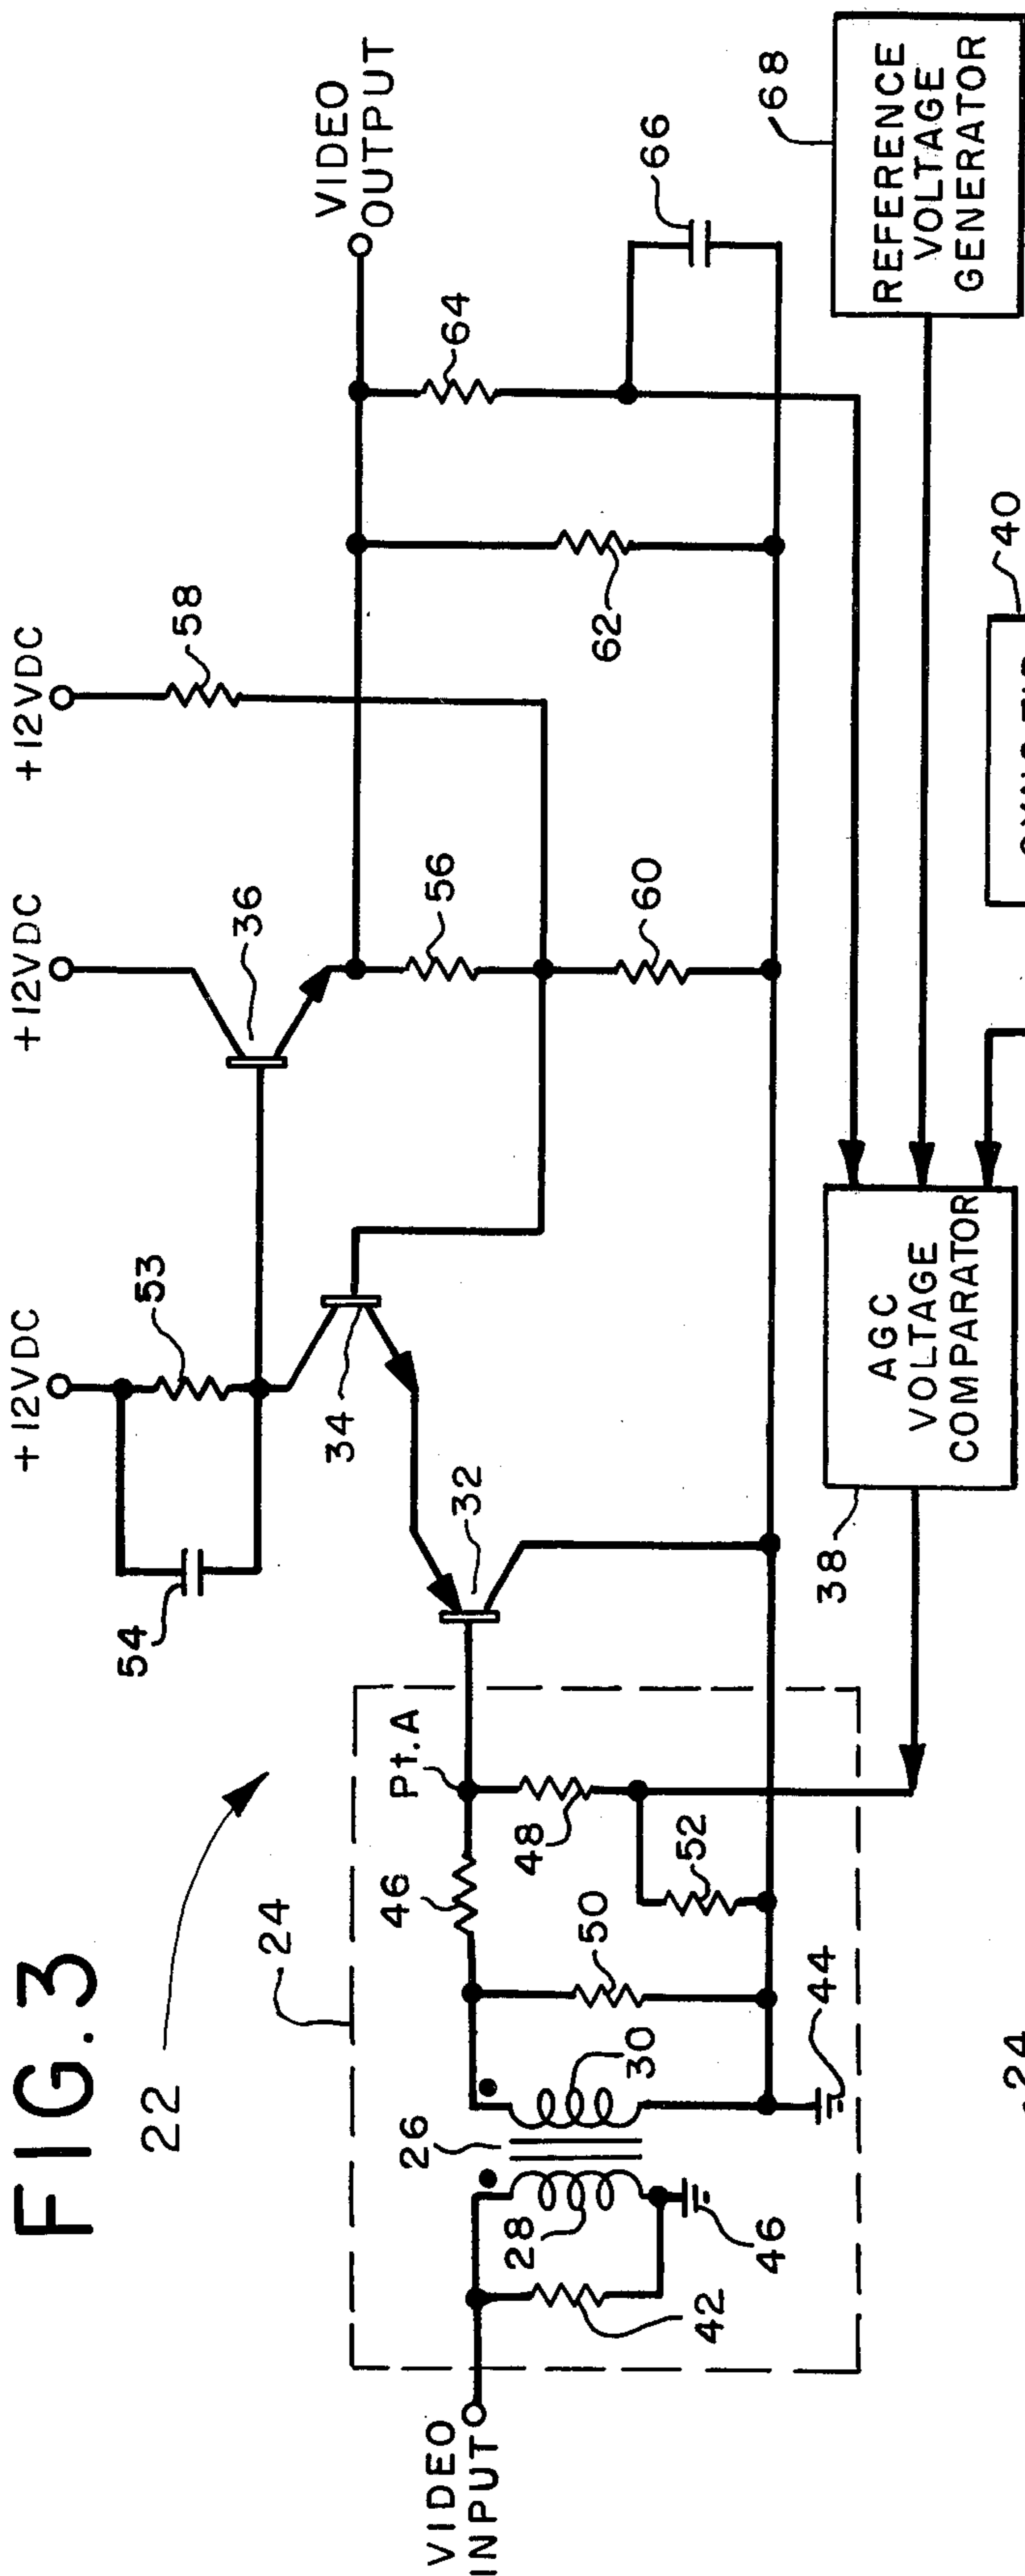 FIG. 3
22
24
VIDEO
INPUT
42
28
46
26
30
44
50
46
52
48
Pt. A
32
34
54
53
+12VDC
36
+12VDC
56
60
58
+12VDC
62
64
66
VIDEO
OUTPUT
38
AGC
VOLTAGE
COMPARATOR
40
68
REFERENCE
VOLTAGE
GENERATOR
24